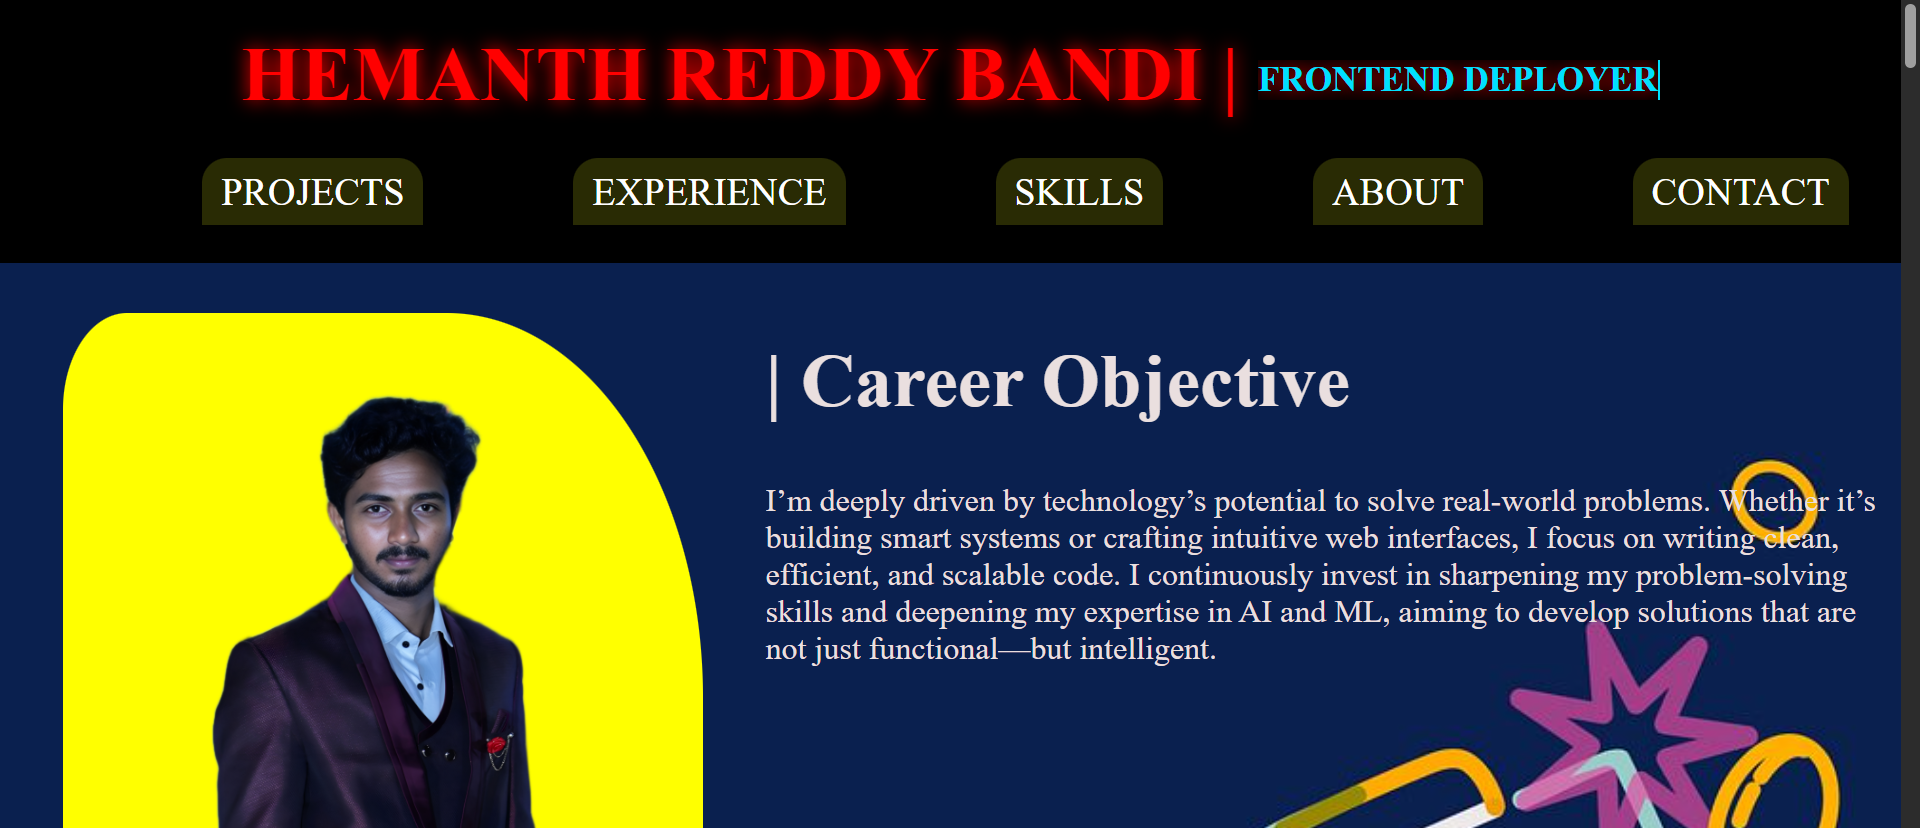 HEMANTH REDDY BANDI | FRONTEND DEPLOYER
PROJECTS EXPERIENCE SKILLS ABOUT CONTACT
| Career Objective
I’m deeply driven by technology’s potential to solve real-world problems. Whether it’s
building smart systems or crafting intuitive web interfaces, I focus on writing clean,
efficient, and scalable code. I continuously invest in sharpening my problem-solving
skills and deepening my expertise in AI and ML, aiming to develop solutions that are
not just functional—but intelligent.